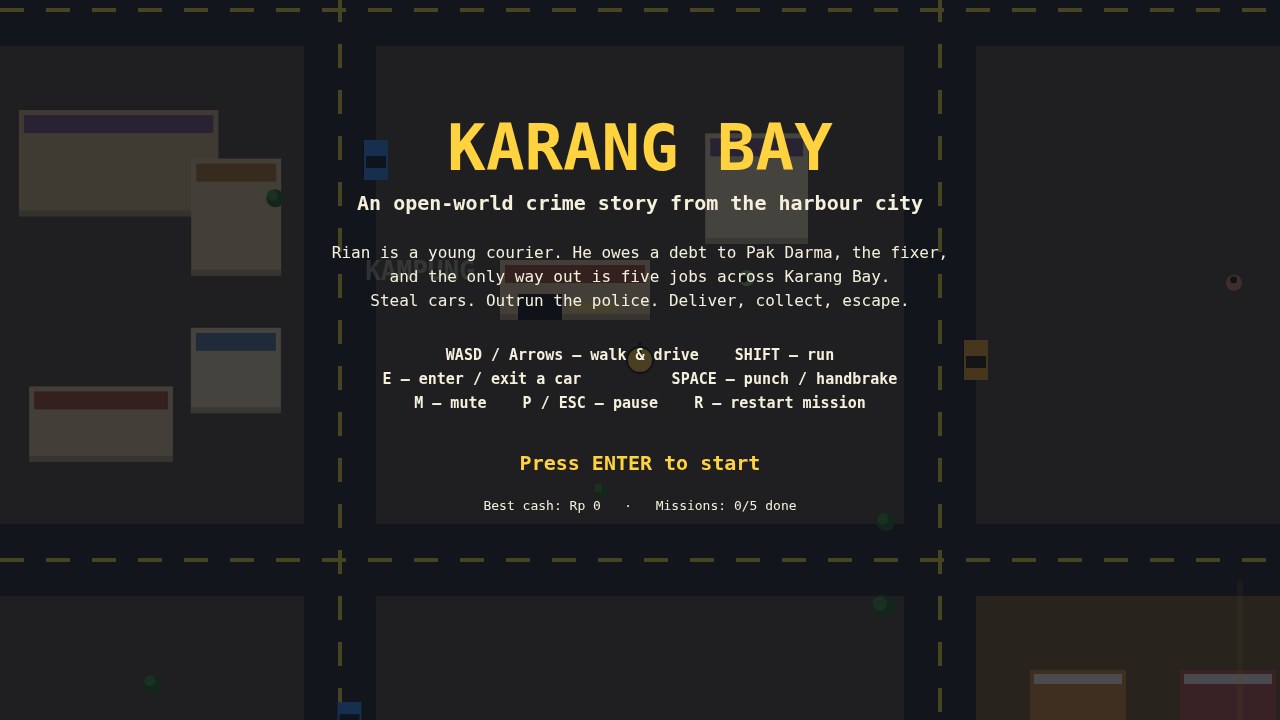 KARANG BAY
An open-world crime story from the harbour city
Rian is a young courier. He owes a debt to Pak Darma, the fixer,
KAMPUNG
and the only way out is five jobs across Karang Bay.
Steal cars. Outrun the police. Deliver, collect, escape.
WASD / Arrows — walk & drive    SHIFT — run
E — enter / exit a car    SPACE — punch / handbrake
M — mute    P / ESC — pause    R — restart mission
Press ENTER to start
Best cash: Rp 0   ·   Missions: 0/5 done